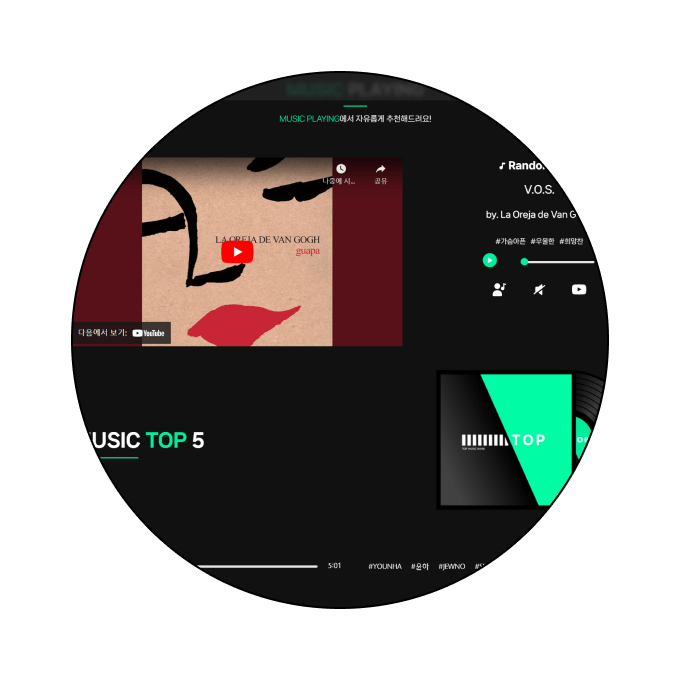 MUSIC PLAYING
MUSIC PLAYING에서 자유롭게 추천해드려요!
나중에 시... 공유
LA OREJA DE VAN GOGH
guapa
다음에서 보기: YouTube
V.O.S.
by. La Oreja de Van G
#가슴아픈 #우울한 #희망찬
TOP
USIC TOP 5
5:01 #YOUNHA #윤하 #JEWNO